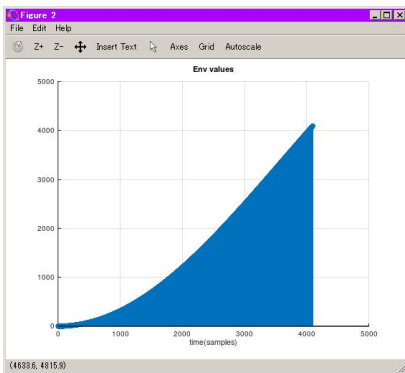 Figure 2
File Edit Help
Z+ Z- Insert Text Axes Grid Autoscale
Env values
5000
4000
3000
2000
1000
0
0 1000 2000 3000 4000 5000
time(samples)
(4633.6, 4815.9)